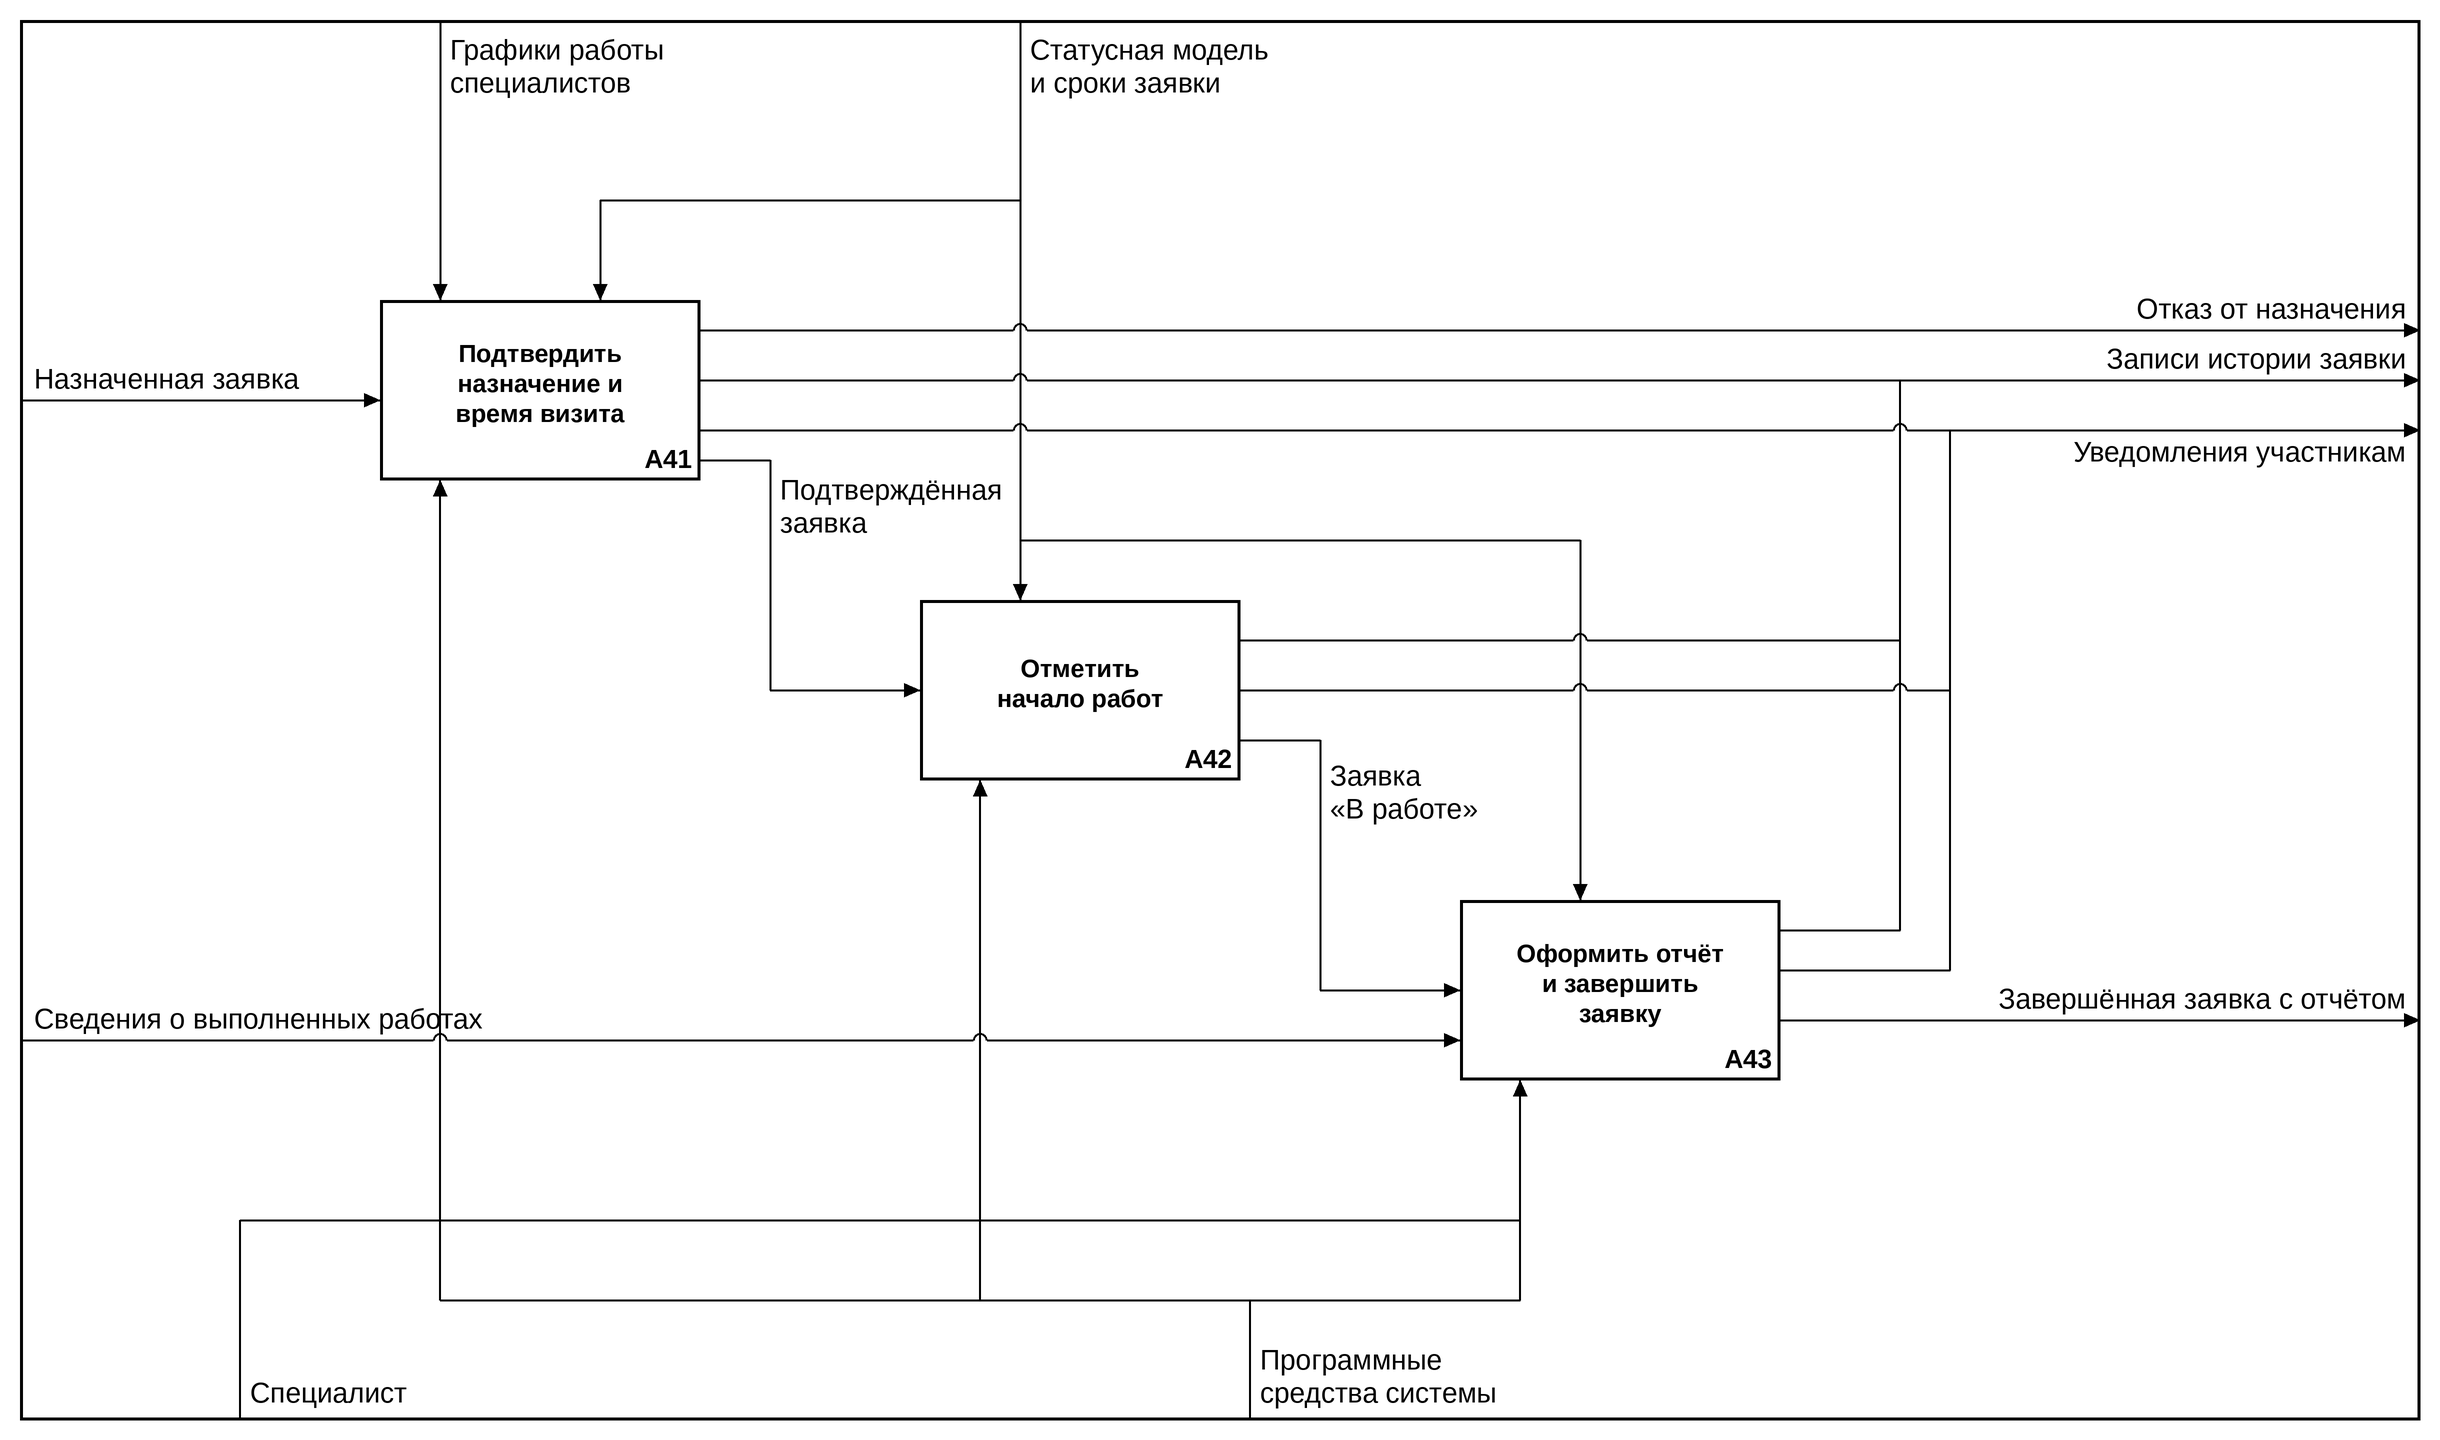 Графики работы
специалистов
Статусная модель
и сроки заявки
Отказ от назначения
Записи истории заявки
Уведомления участникам
Назначенная заявка
Подтвердить
назначение и
время визита
A41
Подтверждённая
заявка
Отметить
начало работ
A42
Заявка
«В работе»
Оформить отчёт
и завершить
заявку
A43
Завершённая заявка с отчётом
Сведения о выполненных работах
Специалист
Программные
средства системы